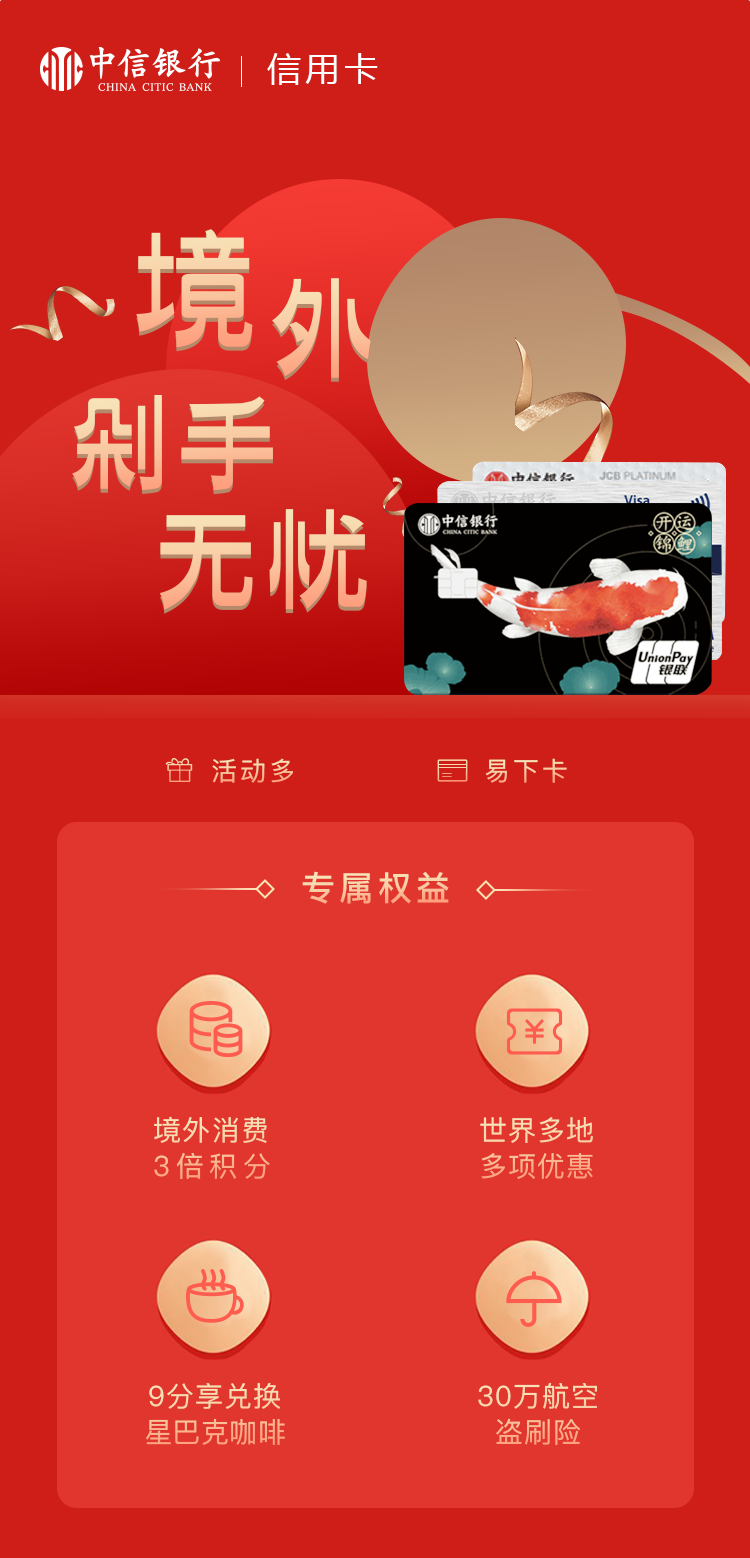 中信银行
CHINA CITIC BANK
信用卡
境外
剁手
无忧
中信银行
JCB PLATINUM
中信银行
Visa
中信银行
CHINA CITIC BANK
开运
锦鲤
UnionPay
银联
活动多
易下卡
专属权益
境外消费
3倍积分
世界多地
多项优惠
9分享兑换
星巴克咖啡
30万航空
盗刷险